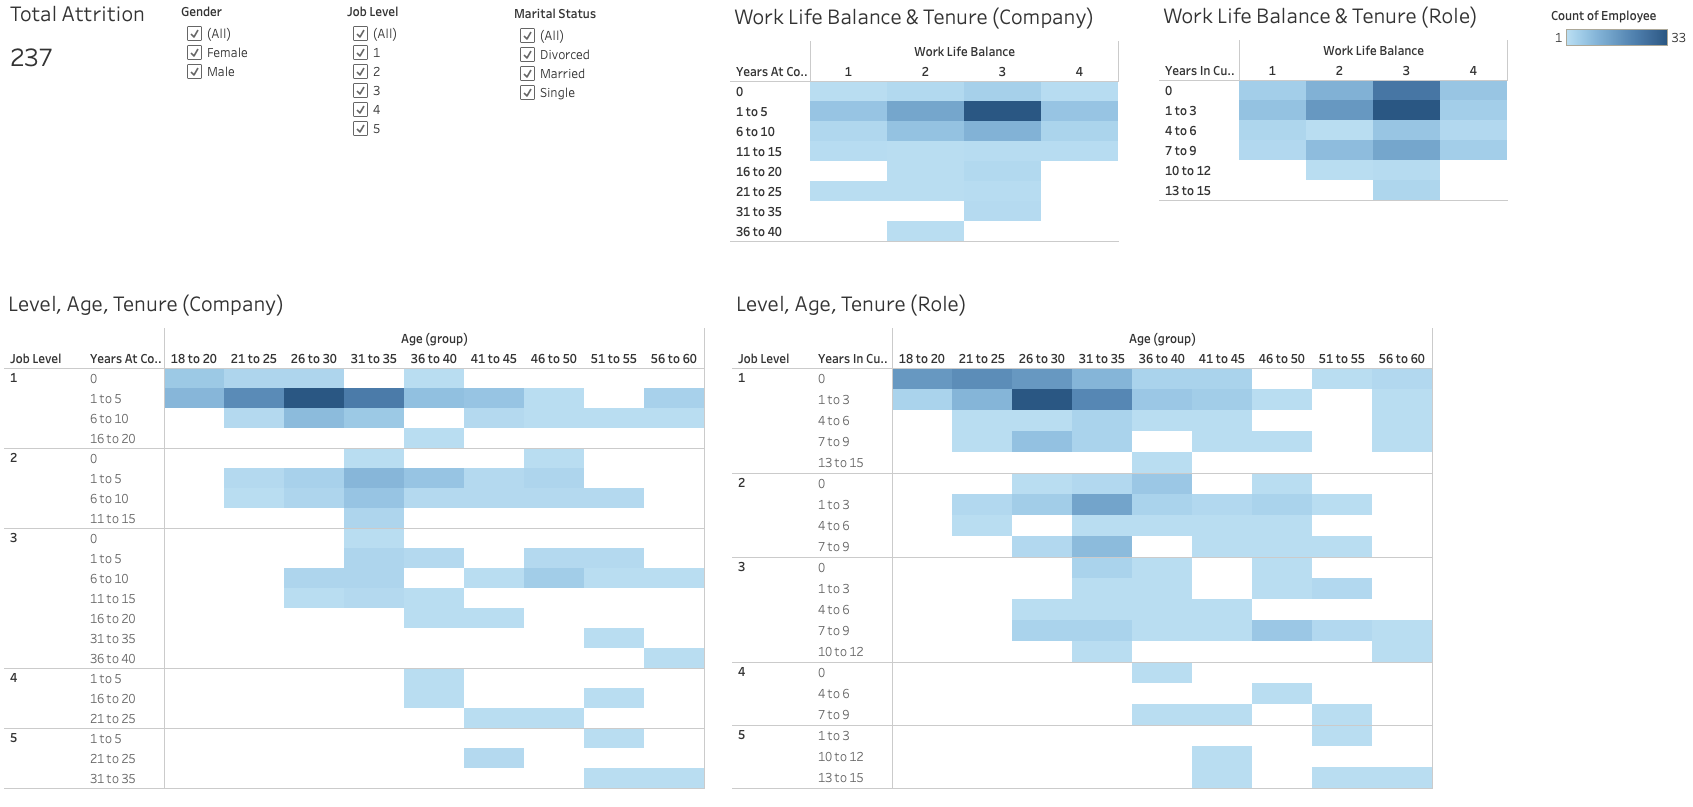 Total Attrition
237
Gender
(All)
Female
Male
Job Level
(All)
1
2
3
4
5
Marital Status
(All)
Divorced
Married
Single
Work Life Balance & Tenure (Company)
Work Life Balance
Years At Co.. 1 2 3 4
0
1 to 5
6 to 10
11 to 15
16 to 20
21 to 25
31 to 35
36 to 40
Work Life Balance & Tenure (Role)
Work Life Balance
Years In Cu.. 1 2 3 4
0
1 to 3
4 to 6
7 to 9
10 to 12
13 to 15
Count of Employee
1 33
Level, Age, Tenure (Company)
Age (group)
Job Level Years At Co.. 18 to 20 21 to 25 26 to 30 31 to 35 36 to 40 41 to 45 46 to 50 51 to 55 56 to 60
1 0
1 to 5
6 to 10
16 to 20
2 0
1 to 5
6 to 10
11 to 15
3 0
1 to 5
6 to 10
11 to 15
16 to 20
31 to 35
36 to 40
4 1 to 5
16 to 20
21 to 25
5 1 to 5
21 to 25
31 to 35
Level, Age, Tenure (Role)
Age (group)
Job Level Years In Cu.. 18 to 20 21 to 25 26 to 30 31 to 35 36 to 40 41 to 45 46 to 50 51 to 55 56 to 60
1 0
1 to 3
4 to 6
7 to 9
13 to 15
2 0
1 to 3
4 to 6
7 to 9
3 0
1 to 3
4 to 6
7 to 9
10 to 12
4 0
4 to 6
7 to 9
5 1 to 3
10 to 12
13 to 15